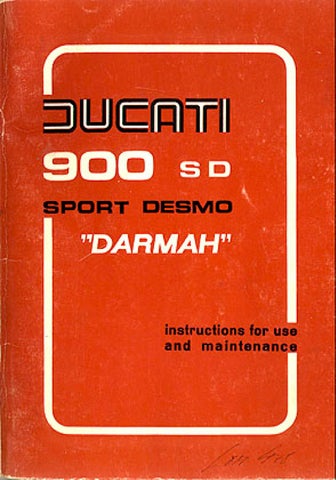 DUCATI
900 SD
SPORT DESMO
"DARMAH"
instructions for use
and maintenance